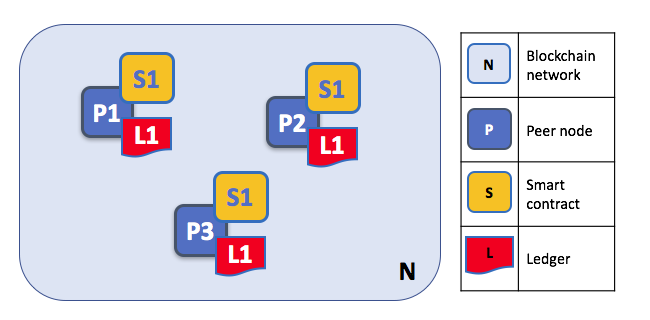 S1
P1
L1
S1
P2
L1
S1
P3
L1
N
N
Blockchain
network
P
Peer node
S
Smart
contract
L
Ledger